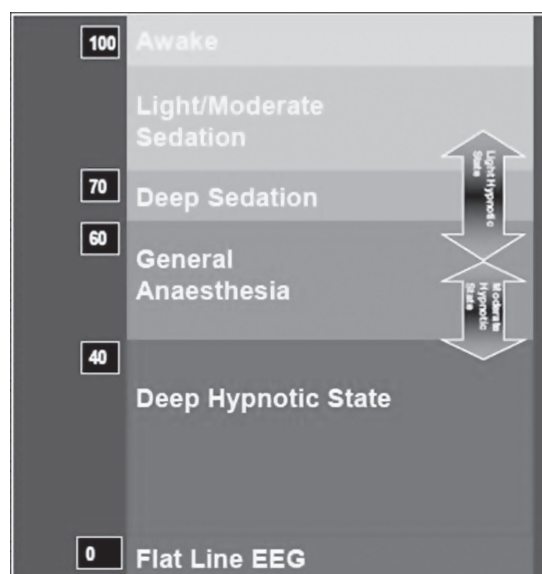 100 Awake
Light/Moderate
Sedation
Light Hypnotic
State
70 Deep Sedation
60
General
Anaesthesia
Moderate
Hypnotic
State
40
Deep Hypnotic State
0 Flat Line EEG